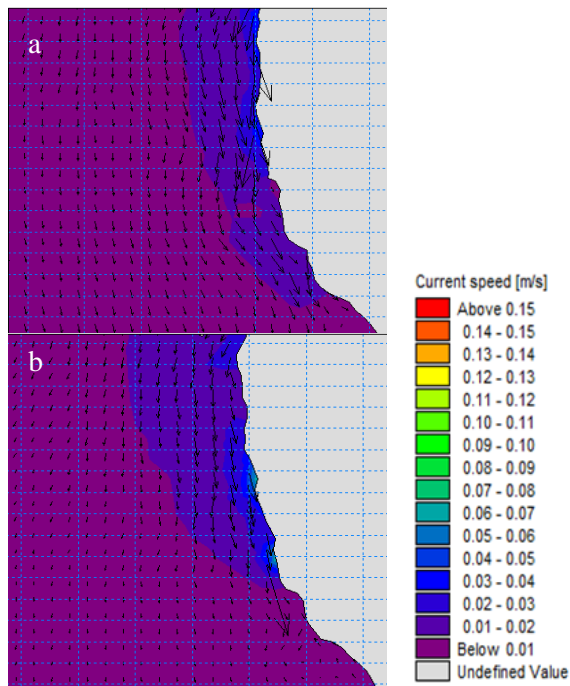 a
b
Current speed [m/s]
Above 0.15
0.14 - 0.15
0.13 - 0.14
0.12 - 0.13
0.11 - 0.12
0.10 - 0.11
0.09 - 0.10
0.08 - 0.09
0.07 - 0.08
0.06 - 0.07
0.05 - 0.06
0.04 - 0.05
0.03 - 0.04
0.02 - 0.03
0.01 - 0.02
Below 0.01
Undefined Value